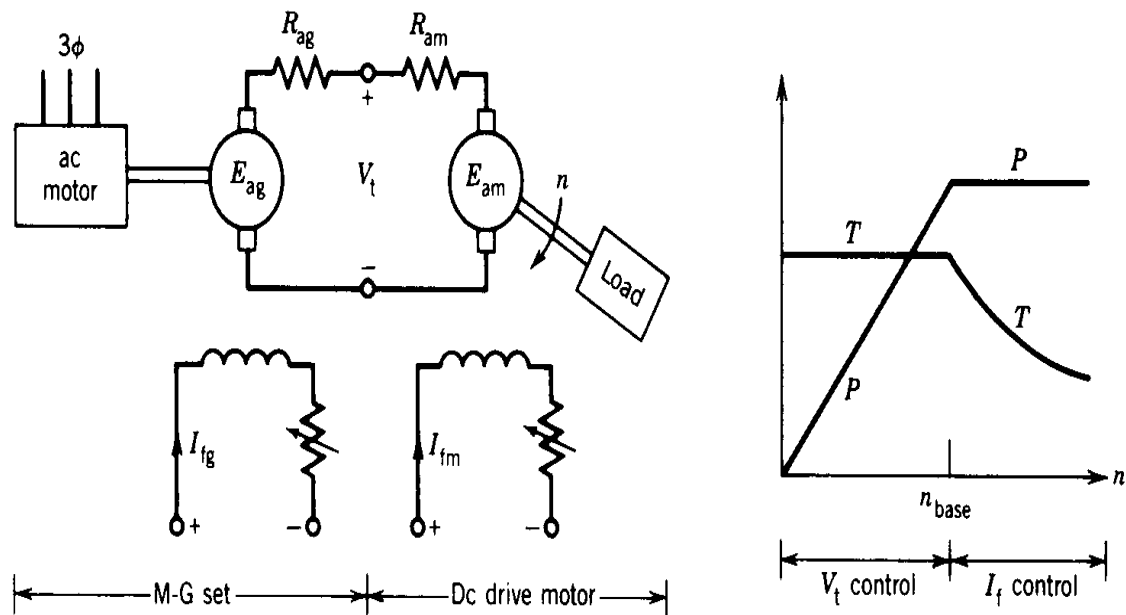 3ϕ
R_ag
R_am
+
ac
motor
E_ag
V_t
E_am
n
−
Load
I_fg
I_fm
+
−
+
−
M-G set
Dc drive motor
P
T
T
P
n
n_base
V_t control
I_f control